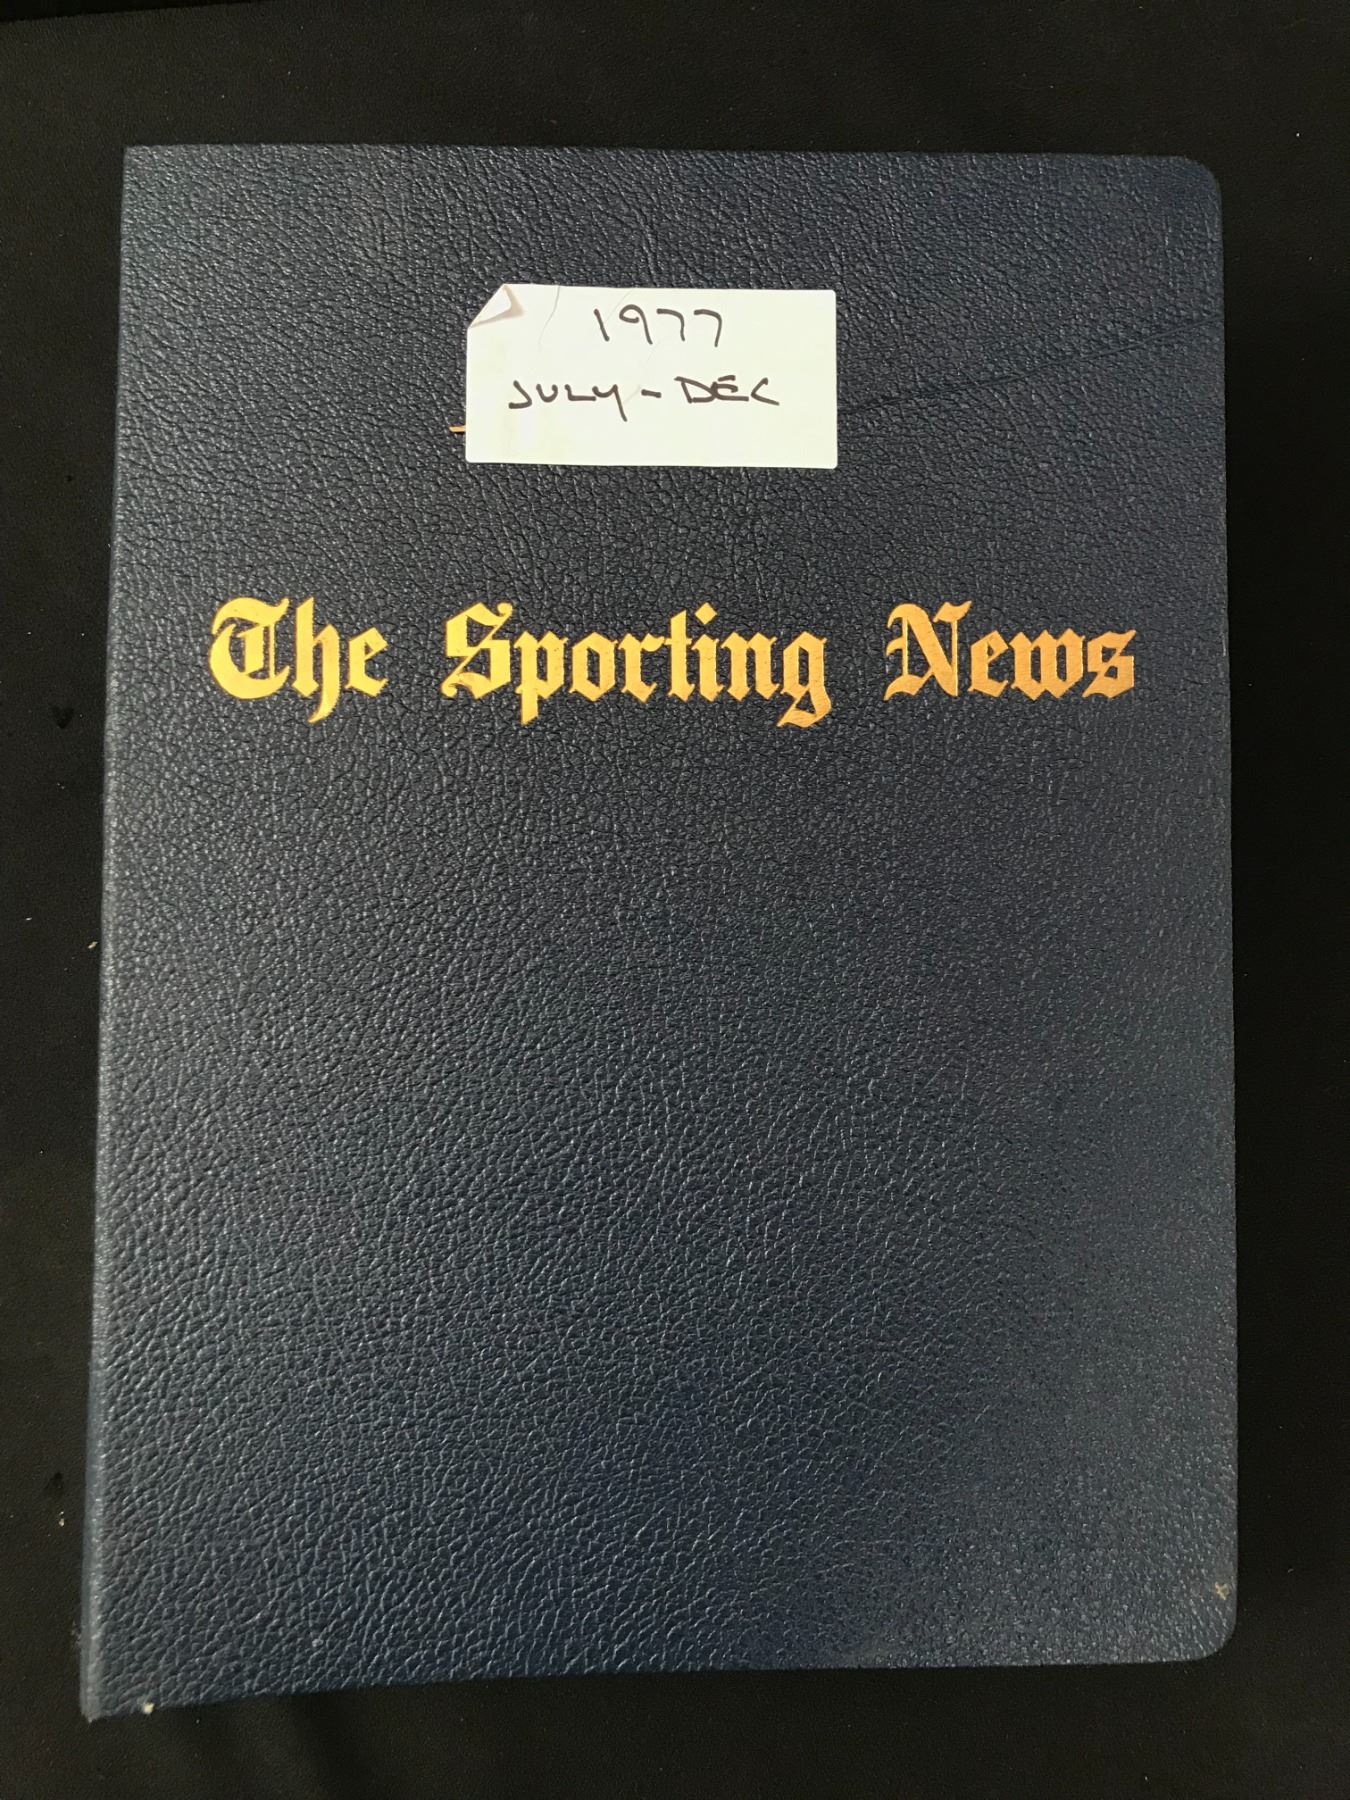 1977
JULY - DEC
The Sporting News